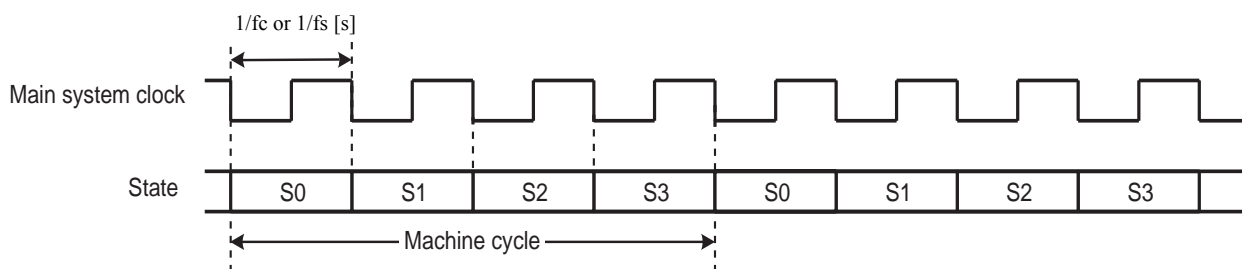 1/fc or 1/fs [s]
Main system clock
State S0 S1 S2 S3 S0 S1 S2 S3
Machine cycle